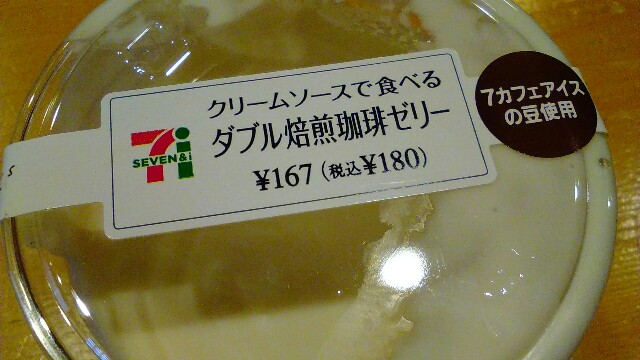 クリームソースで食べる
ダブル焙煎珈琲ゼリー
¥167(税込¥180)
7
SEVEN&i
7カフェアイス
の豆使用